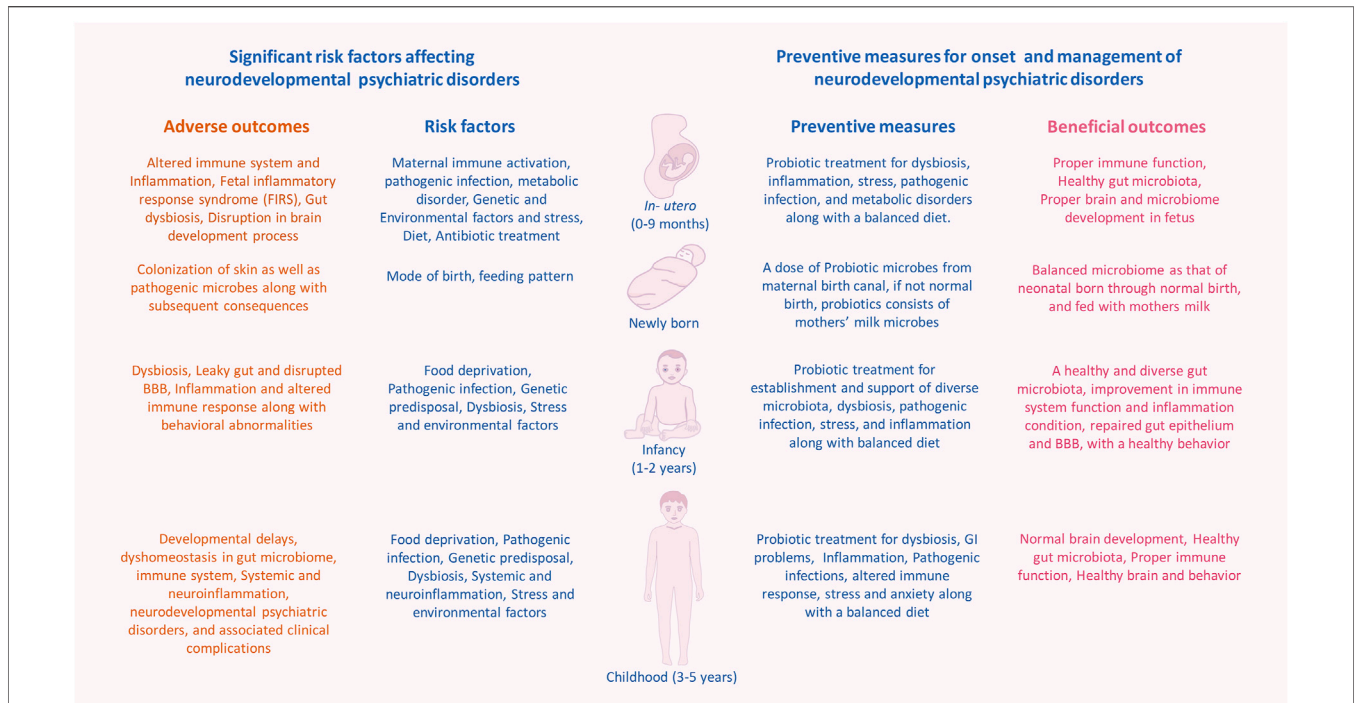 Significant risk factors affecting
neurodevelopmental psychiatric disorders
Preventive measures for onset and management of
neurodevelopmental psychiatric disorders
Adverse outcomes
Risk factors
Preventive measures
Beneficial outcomes
Altered immune system and
Inflammation, Fetal inflammatory
response syndrome (FIRS), Gut
dysbiosis, Disruption in brain
development process
Maternal immune activation,
pathogenic infection, metabolic
disorder, Genetic and
Environmental factors and stress,
Diet, Antibiotic treatment
In- utero
(0-9 months)
Probiotic treatment for dysbiosis,
inflammation, stress, pathogenic
infection, and metabolic disorders
along with a balanced diet.
Proper immune function,
Healthy gut microbiota,
Proper brain and microbiome
development in fetus
Colonization of skin as well as
pathogenic microbes along with
subsequent consequences
Mode of birth, feeding pattern
Newly born
A dose of Probiotic microbes from
maternal birth canal, if not normal
birth, probiotics consists of
mothers' milk microbes
Balanced microbiome as that of
neonatal born through normal birth,
and fed with mothers milk
Dysbiosis, Leaky gut and disrupted
BBB, Inflammation and altered
immune response along with
behavioral abnormalities
Food deprivation,
Pathogenic infection, Genetic
predisposal, Dysbiosis, Stress
and environmental factors
Infancy
(1-2 years)
Probiotic treatment for
establishment and support of diverse
microbiota, dysbiosis, pathogenic
infection, stress, and inflammation
along with balanced diet
A healthy and diverse gut
microbiota, improvement in immune
system function and inflammation
condition, repaired gut epithelium
and BBB, with a healthy behavior
Developmental delays,
dyshomeostasis in gut microbiome,
immune system, Systemic and
neuroinflammation,
neurodevelopmental psychiatric
disorders, and associated clinical
complications
Food deprivation, Pathogenic
infection, Genetic predisposal,
Dysbiosis, Systemic and
neuroinflammation, Stress and
environmental factors
Childhood (3-5 years)
Probiotic treatment for dysbiosis, GI
problems, Inflammation, Pathogenic
infections, altered immune
response, stress and anxiety along
with a balanced diet
Normal brain development, Healthy
gut microbiota, Proper immune
function, Healthy brain and behavior